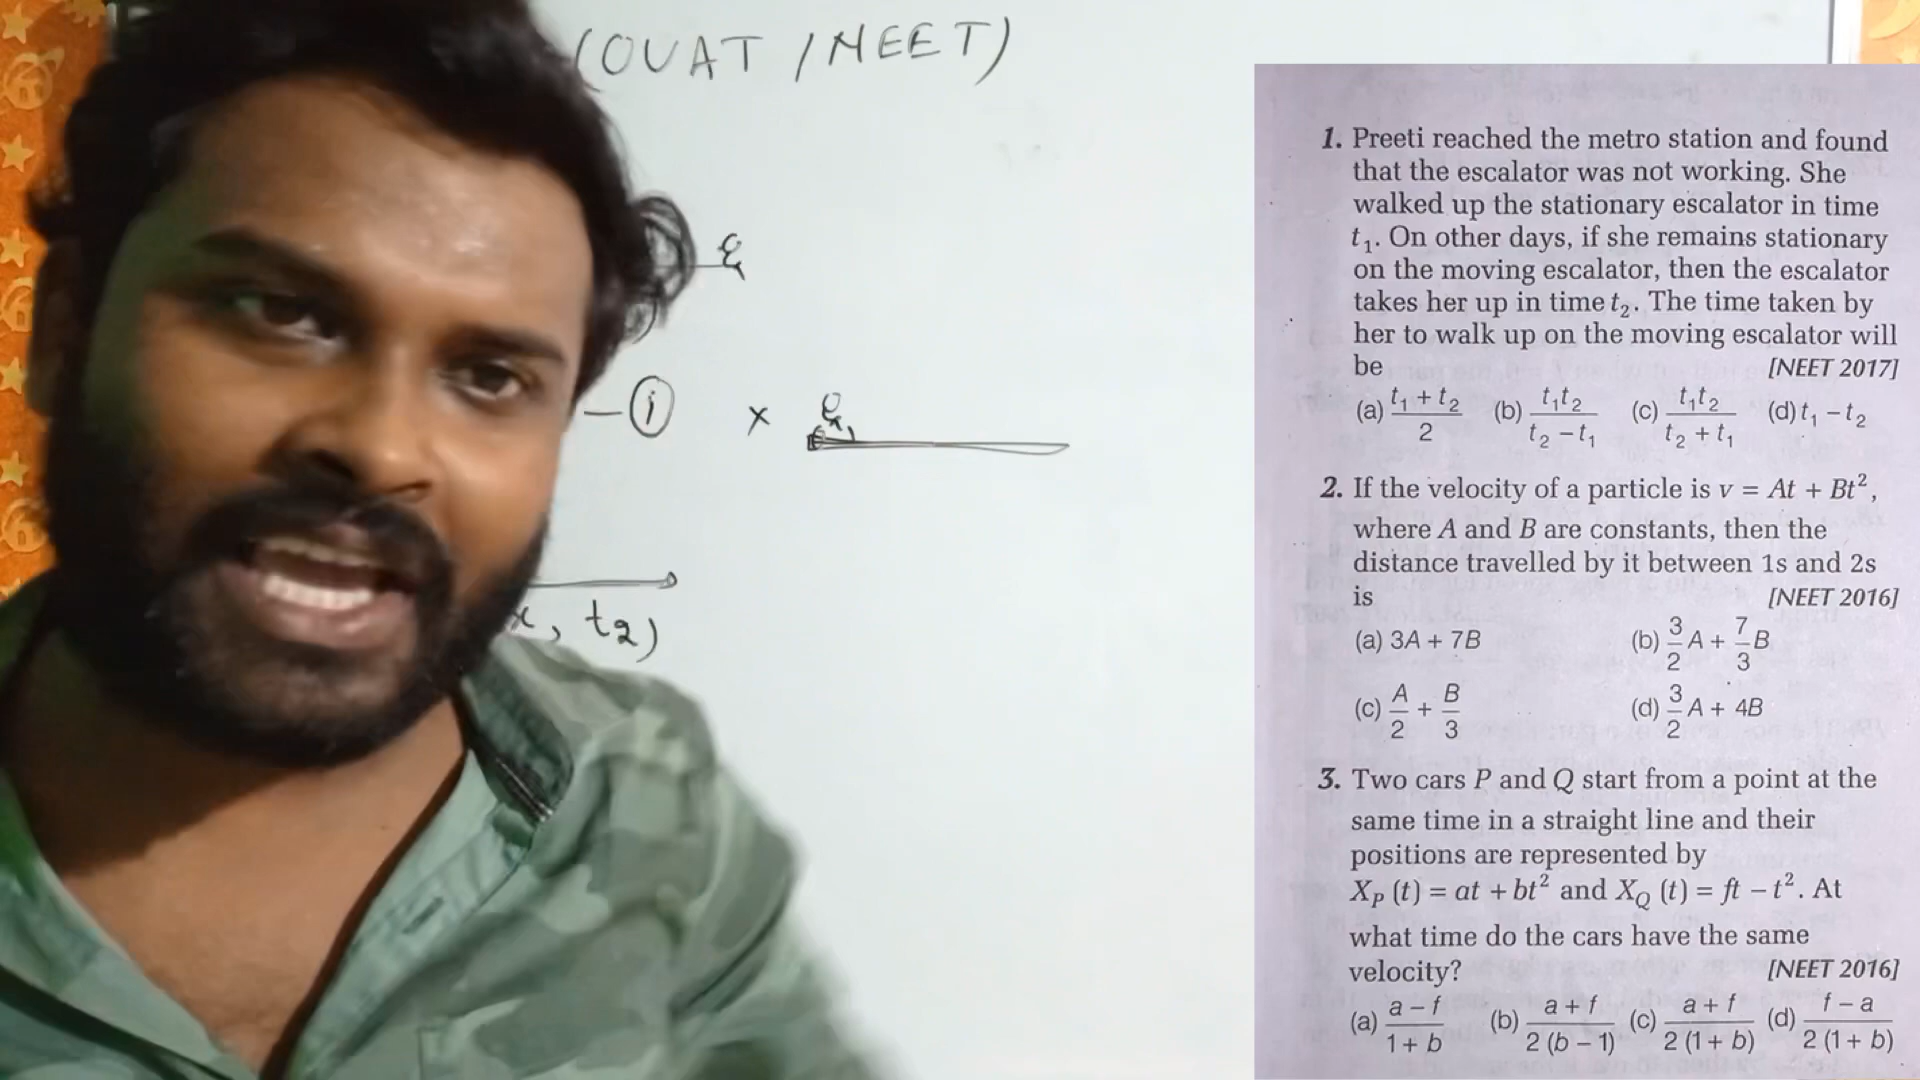 (OUAT / NEET)
— ① ×
x, t₂)
1. Preeti reached the metro station and found
that the escalator was not working. She
walked up the stationary escalator in time
t₁. On other days, if she remains stationary
on the moving escalator, then the escalator
takes her up in time t₂. The time taken by
her to walk up on the moving escalator will
be [NEET 2017]
(a) (t₁ + t₂)/2 (b) t₁t₂/(t₂ – t₁) (c) t₁t₂/(t₂ + t₁) (d) t₁ – t₂
2. If the velocity of a particle is v = At + Bt²,
where A and B are constants, then the
distance travelled by it between 1s and 2s
is [NEET 2016]
(a) 3A + 7B (b) 3/2 A + 7/3 B
(c) A/2 + B/3 (d) 3/2 A + 4B
3. Two cars P and Q start from a point at the
same time in a straight line and their
positions are represented by
X_P (t) = at + bt² and X_Q (t) = ft – t². At
what time do the cars have the same
velocity? [NEET 2016]
(a) (a – f)/(1 + b) (b) (a + f)/(2 (b – 1)) (c) (a + f)/(2 (1 + b)) (d) (f – a)/(2 (1 + b))